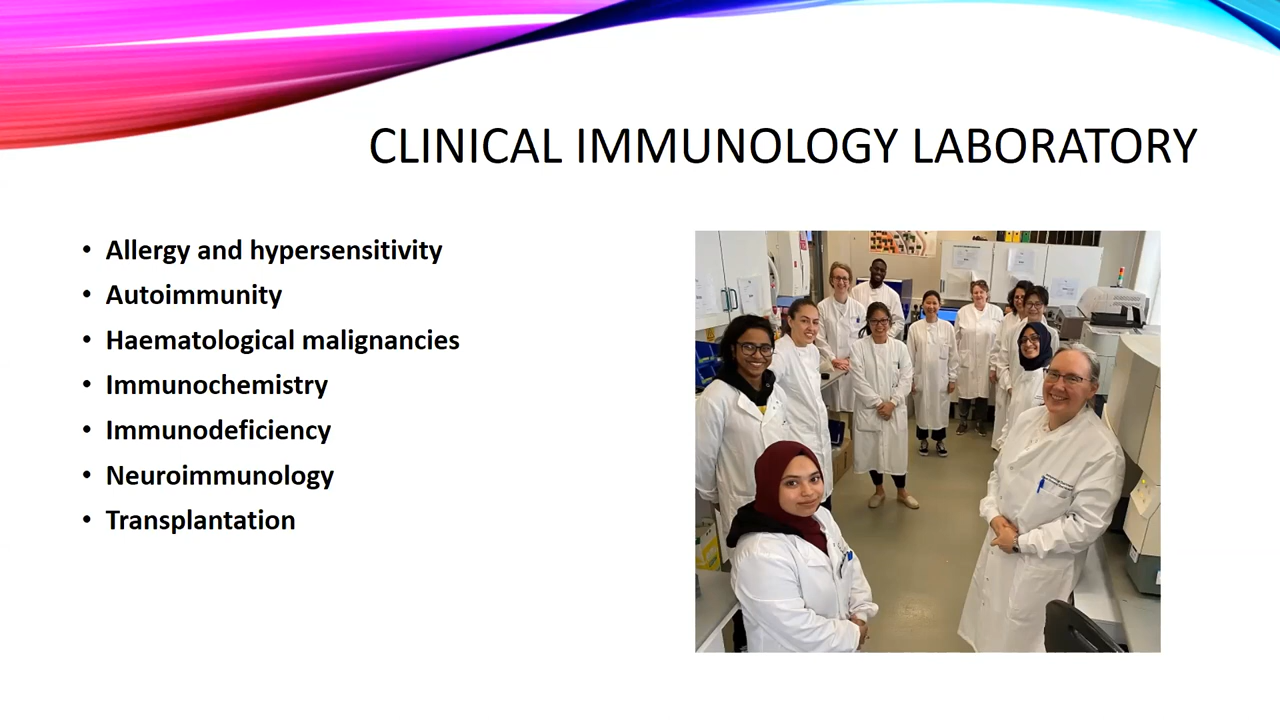 CLINICAL IMMUNOLOGY LABORATORY
• Allergy and hypersensitivity
• Autoimmunity
• Haematological malignancies
• Immunochemistry
• Immunodeficiency
• Neuroimmunology
• Transplantation